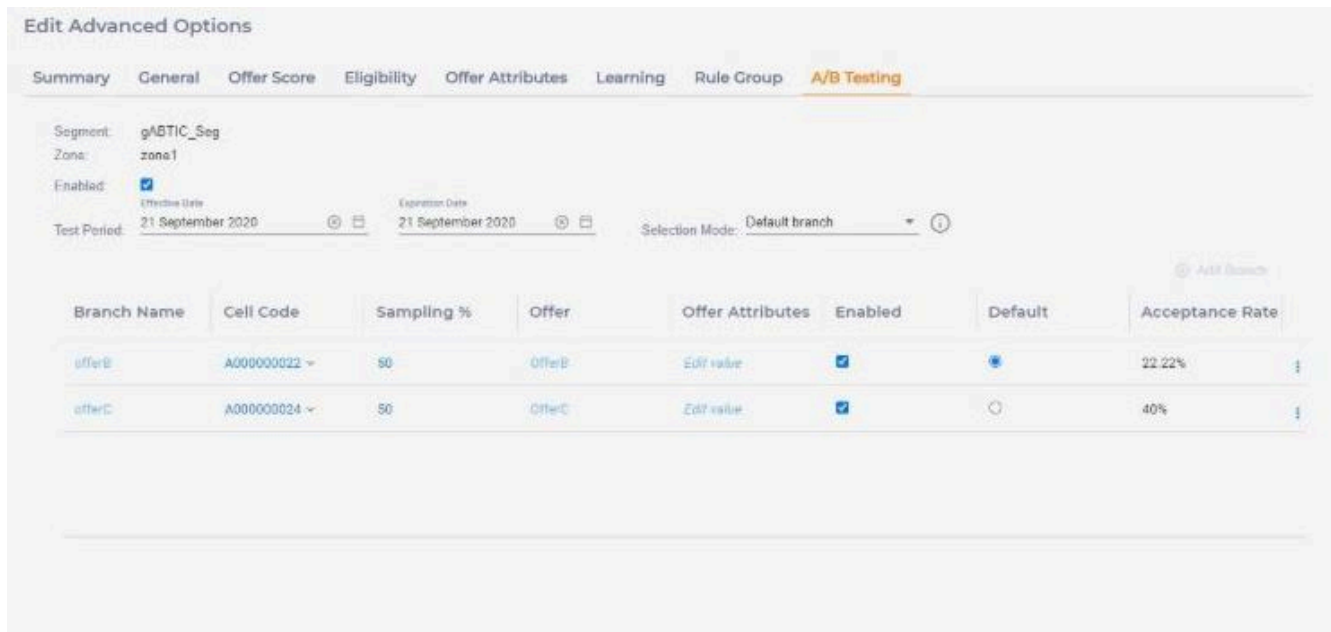 Edit Advanced Options
Summary General Offer Score Eligibility Offer Attributes Learning Rule Group A/B Testing
Segment: gABTIC_Seg
Zone: zone1
Enabled:
Effective Date Expiration Date
Test Period: 21 September 2020 21 September 2020 Selection Mode: Default branch
Add Branch
Branch Name Cell Code Sampling % Offer Offer Attributes Enabled Default Acceptance Rate
offerB A000000022 50 OfferB Edit value 22.22%
offerC A000000024 50 OfferC Edit value 40%